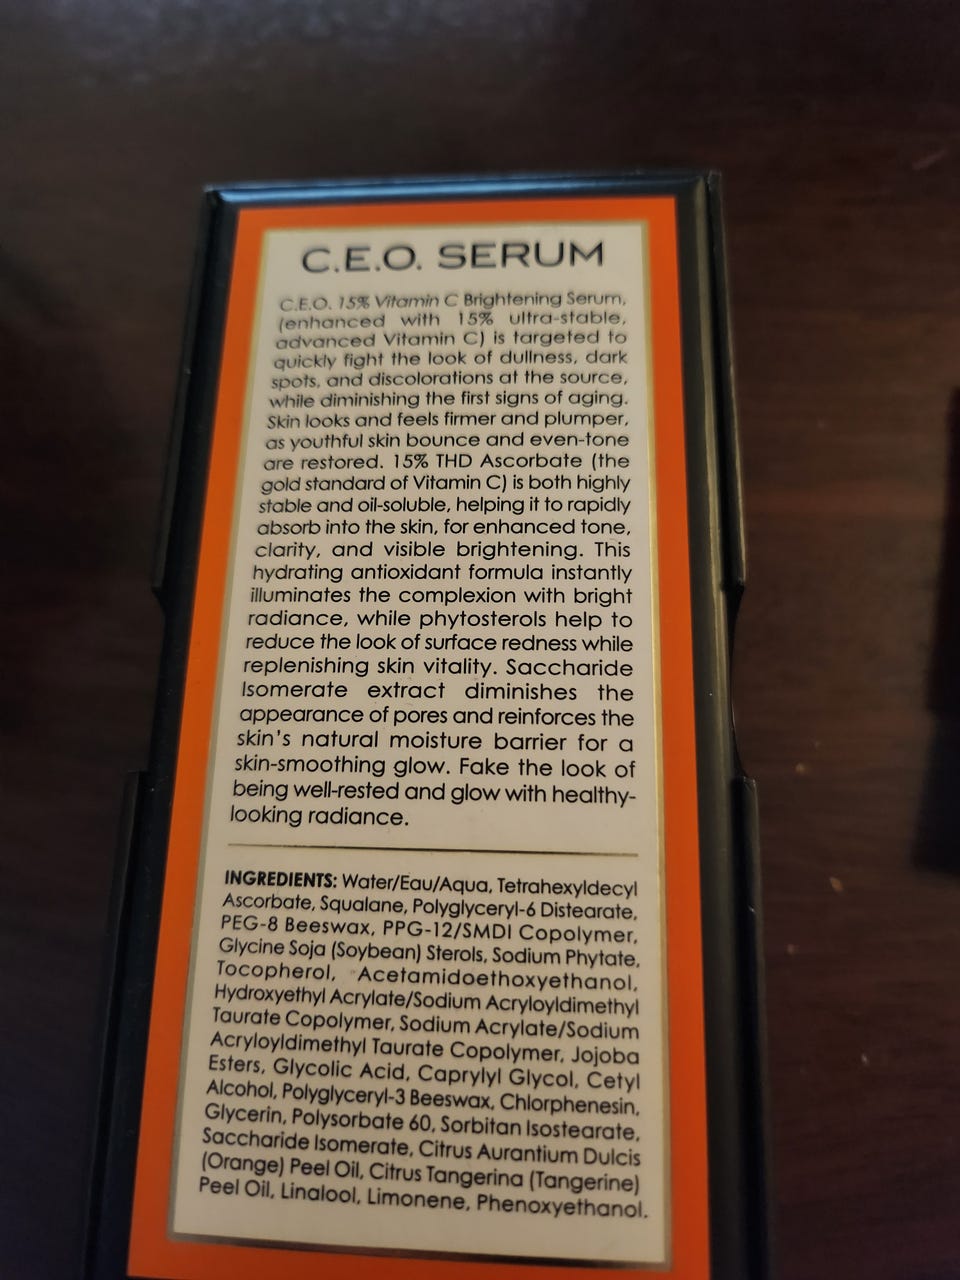 C.E.O. SERUM
C.E.O. 15% Vitamin C Brightening Serum,
(enhanced with 15% ultra-stable,
advanced Vitamin C) is targeted to
quickly fight the look of dullness, dark
spots, and discolorations at the source,
while diminishing the first signs of aging.
Skin looks and feels firmer and plumper,
as youthful skin bounce and even-tone
are restored. 15% THD Ascorbate (the
gold standard of Vitamin C) is both highly
stable and oil-soluble, helping it to rapidly
absorb into the skin, for enhanced tone,
clarity, and visible brightening. This
hydrating antioxidant formula instantly
illuminates the complexion with bright
radiance, while phytosterols help to
reduce the look of surface redness while
replenishing skin vitality. Saccharide
Isomerate extract diminishes the
appearance of pores and reinforces the
skin's natural moisture barrier for a
skin-smoothing glow. Fake the look of
being well-rested and glow with healthy-
looking radiance.
INGREDIENTS: Water/Eau/Aqua, Tetrahexyldecyl
Ascorbate, Squalane, Polyglyceryl-6 Distearate,
PEG-8 Beeswax, PPG-12/SMDI Copolymer,
Glycine Soja (Soybean) Sterols, Sodium Phytate,
Tocopherol, Acetamidoethoxyethanol,
Hydroxyethyl Acrylate/Sodium Acryloyldimethyl
Taurate Copolymer, Sodium Acrylate/Sodium
Acryloyldimethyl Taurate Copolymer, Jojoba
Esters, Glycolic Acid, Caprylyl Glycol, Cetyl
Alcohol, Polyglyceryl-3 Beeswax, Chlorphenesin,
Glycerin, Polysorbate 60, Sorbitan Isostearate,
Saccharide Isomerate, Citrus Aurantium Dulcis
(Orange) Peel Oil, Citrus Tangerina (Tangerine)
Peel Oil, Linalool, Limonene, Phenoxyethanol.